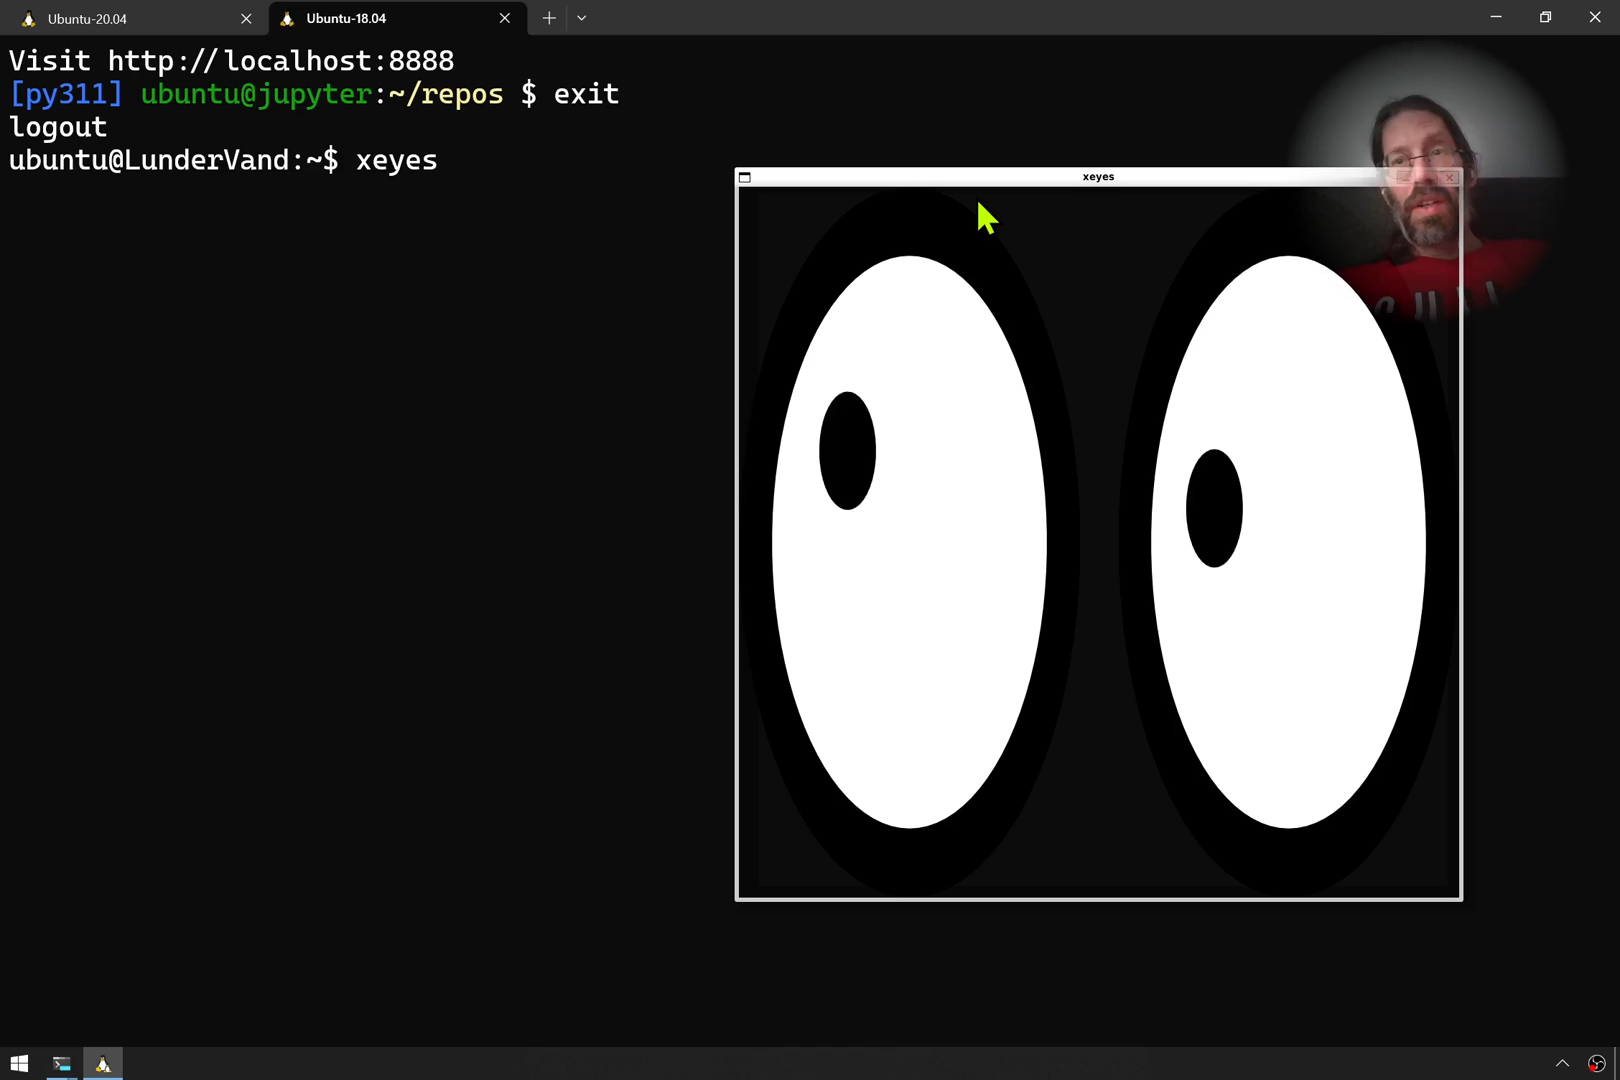 Ubuntu-20.04
Ubuntu-18.04
Visit http://localhost:8888
[py311] ubuntu@jupyter:~/repos $ exit
logout
ubuntu@LunderVand:~$ xeyes
xeyes